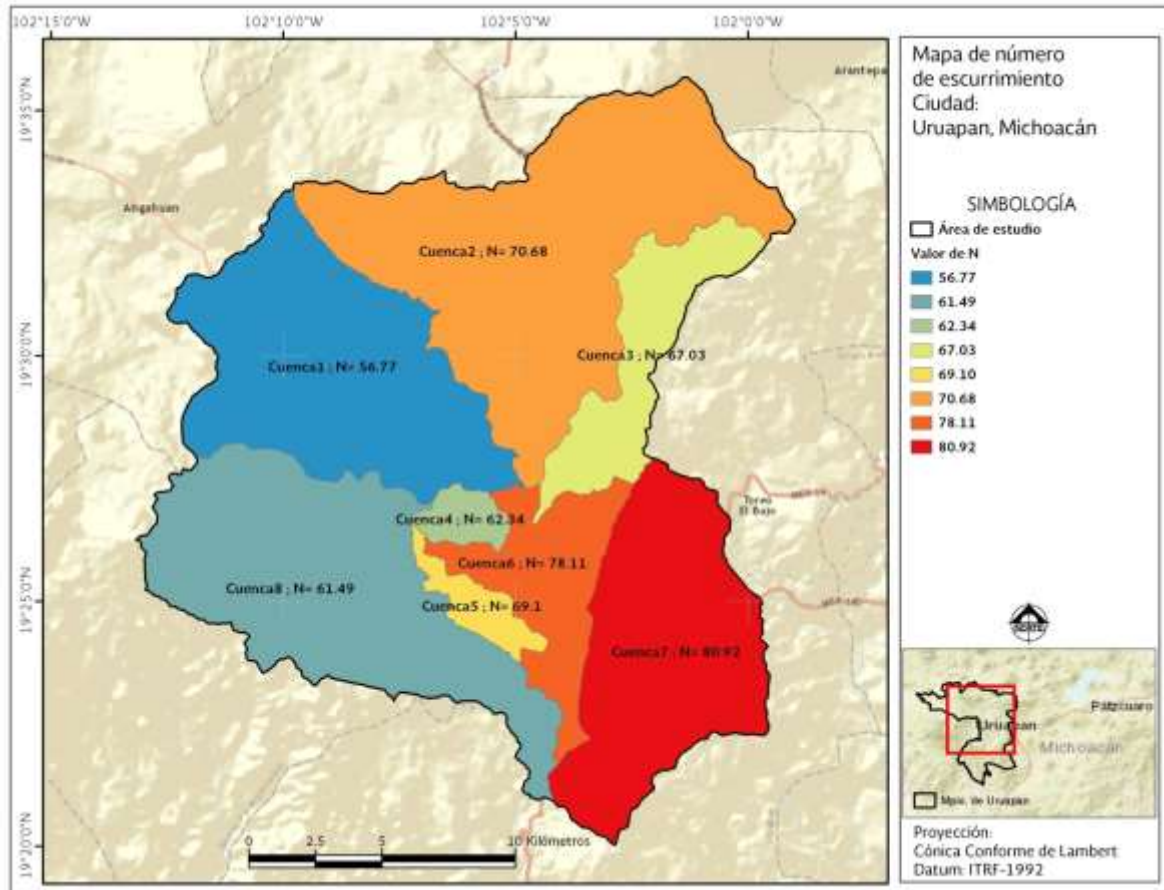 102°15'0"W
102°10'0"W
102°5'0"W
102°0'0"W
19°35'0"N
19°30'0"N
19°25'0"N
19°20'0"N
Arantepa
Angahuan
Cuenca2 ; N= 70.68
Cuenca3 ; N= 67.03
Cuenca1 ; N= 56.77
Cuenca4 ; N= 62.34
Cuenca6 ; N= 78.11
Cuenca8 ; N= 61.49
Cuenca5 ; N= 69.1
Cuenca7 ; N= 80.92
El Bajo
0 2.5 5 10 Kilómetros
Mapa de número
de escurrimiento
Ciudad:
Uruapan, Michoacán
SIMBOLOGÍA
Área de estudio
Valor de N
56.77
61.49
62.34
67.03
69.10
70.68
78.11
80.92
NORTE
Pátzcuaro
Uruapan
Michoacán
Mpio. de Uruapan
Proyección:
Cónica Conforme de Lambert
Datum: ITRF-1992